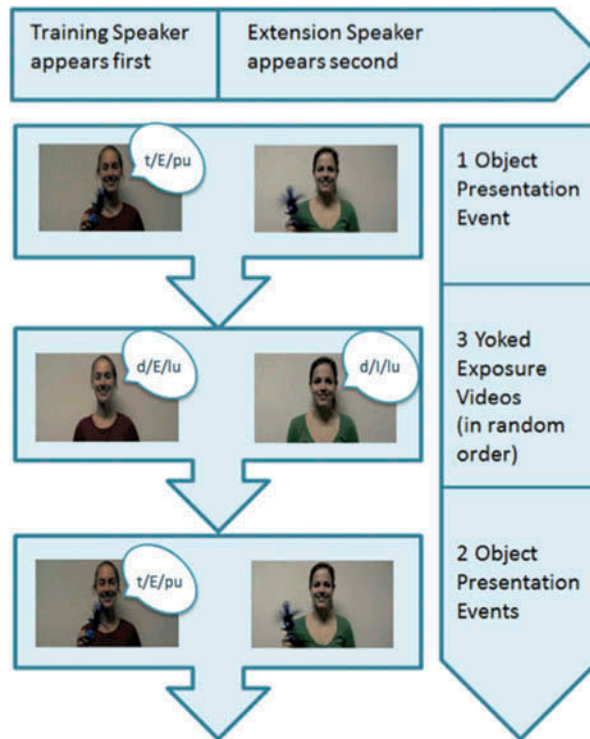 Training Speaker
appears first
Extension Speaker
appears second
t/E/pu
1 Object
Presentation
Event
d/E/lu
d/I/lu
3 Yoked
Exposure
Videos
(in random
order)
t/E/pu
2 Object
Presentation
Events